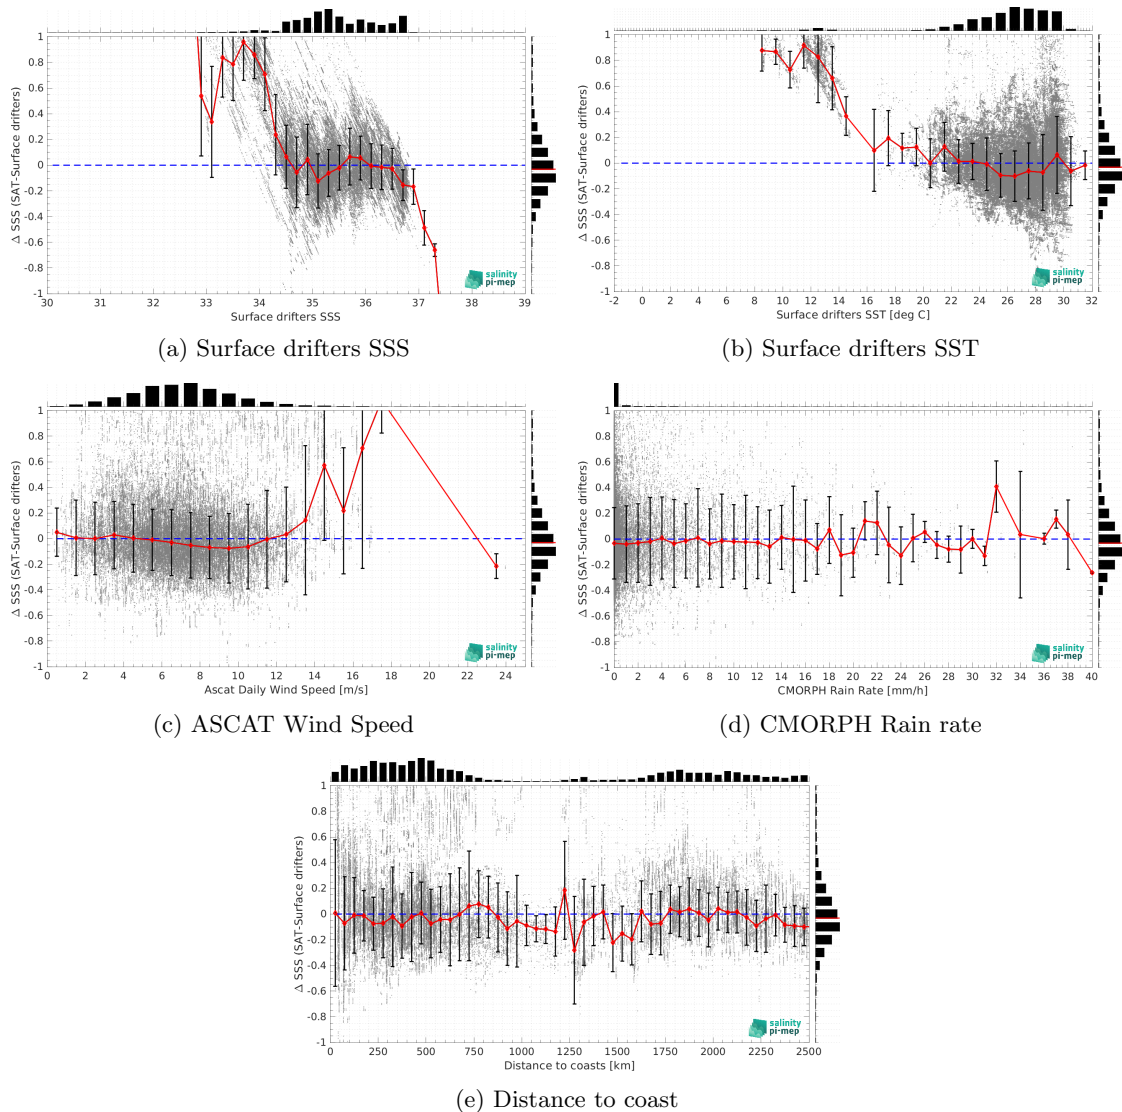 1
0.8
0.6
0.4
0.2
0
-0.2
-0.4
-0.6
-0.8
-1
Δ SSS (SAT-Surface drifters)
30 31 32 33 34 35 36 37 38 39
Surface drifters SSS
salinity
pi-mep
(a) Surface drifters SSS
1
0.8
0.6
0.4
0.2
0
-0.2
-0.4
-0.6
-0.8
-1
Δ SSS (SAT-Surface drifters)
-2 0 2 4 6 8 10 12 14 16 18 20 22 24 26 28 30 32
Surface drifters SST [deg C]
salinity
pi-mep
(b) Surface drifters SST
1
0.8
0.6
0.4
0.2
0
-0.2
-0.4
-0.6
-0.8
-1
Δ SSS (SAT-Surface drifters)
0 2 4 6 8 10 12 14 16 18 20 22 24
Ascat Daily Wind Speed [m/s]
salinity
pi-mep
(c) ASCAT Wind Speed
1
0.8
0.6
0.4
0.2
0
-0.2
-0.4
-0.6
-0.8
-1
Δ SSS (SAT-Surface drifters)
0 2 4 6 8 10 12 14 16 18 20 22 24 26 28 30 32 34 36 38 40
CMORPH Rain Rate [mm/h]
salinity
pi-mep
(d) CMORPH Rain rate
1
0.8
0.6
0.4
0.2
0
-0.2
-0.4
-0.6
-0.8
-1
Δ SSS (SAT-Surface drifters)
0 250 500 750 1000 1250 1500 1750 2000 2250 2500
Distance to coasts [km]
salinity
pi-mep
(e) Distance to coast